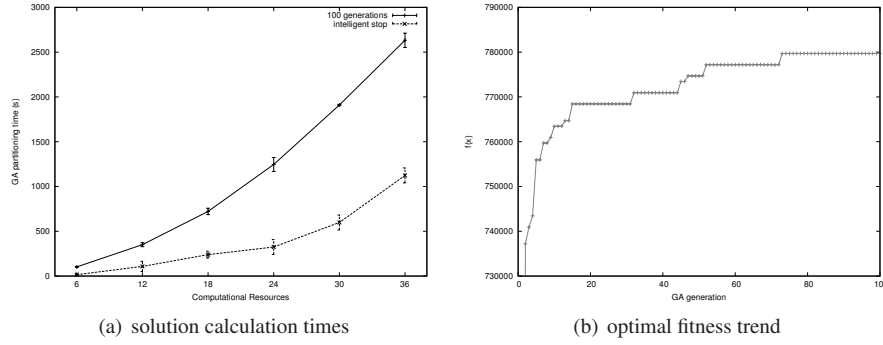 3000
2500
2000
1500
1000
500
0
GA partitioning time (s)
100 generations
intelligent stop
6 12 18 24 30 36
Computational Resources
(a) solution calculation times
790000
780000
770000
760000
750000
740000
730000
f(x)
0 20 40 60 80 10
GA generation
(b) optimal fitness trend